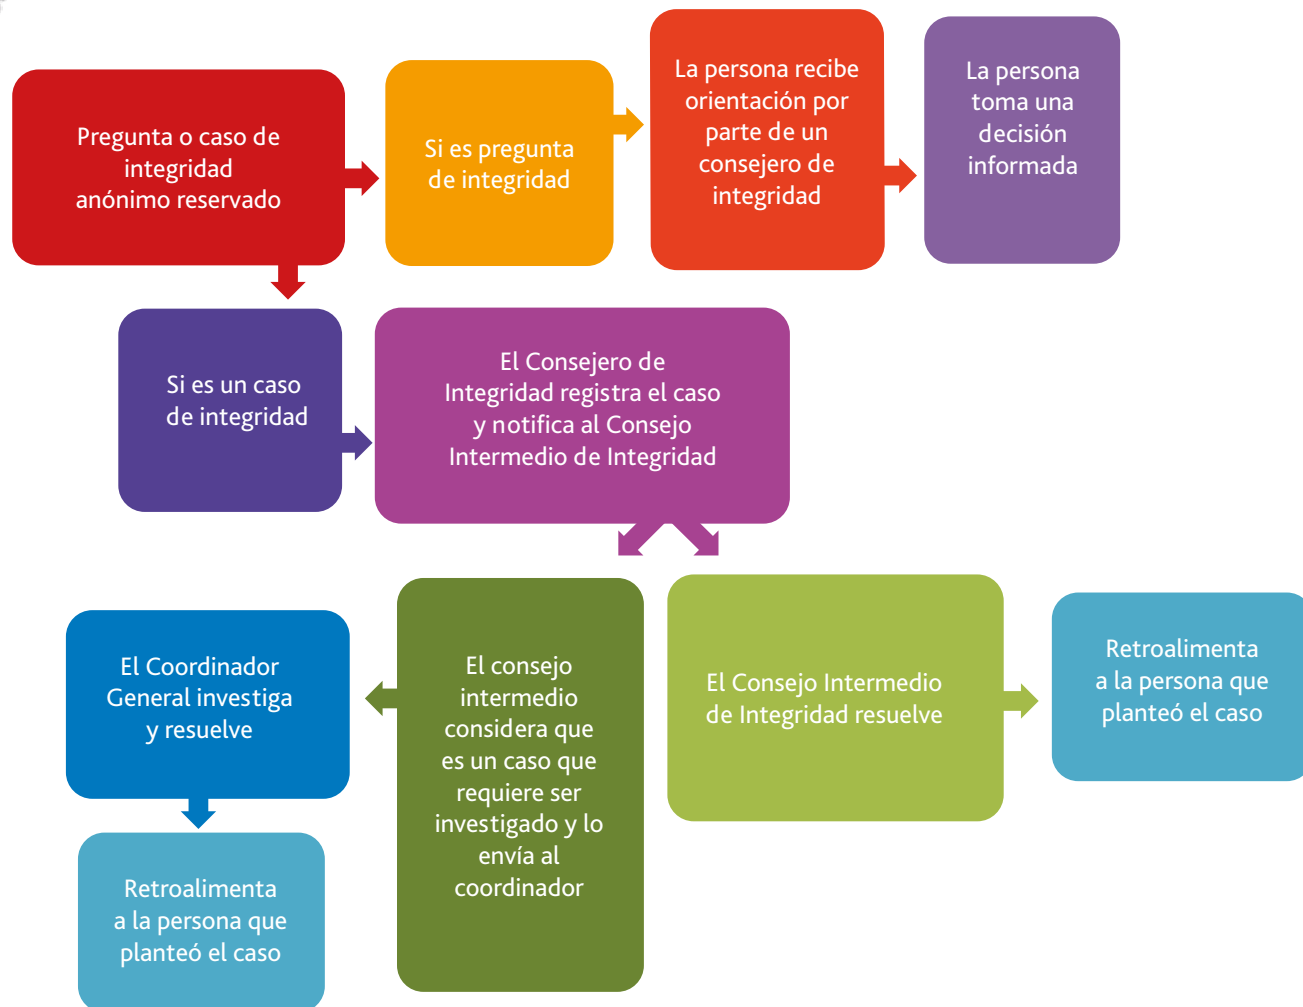 Pregunta o caso de
integridad
anónimo reservado
Si es pregunta
de integridad
La persona recibe
orientación por
parte de un
consejero de
integridad
La persona
toma una
decisión
informada
Si es un caso
de integridad
El Consejero de
Integridad registra el caso
y notifica al Consejo
Intermedio de Integridad
El Coordinador
General investiga
y resuelve
El consejo
intermedio
considera que
es un caso que
requiere ser
investigado y lo
envía al
coordinador
El Consejo Intermedio
de Integridad resuelve
Retroalimenta
a la persona que
planteó el caso
Retroalimenta
a la persona que
planteó el caso